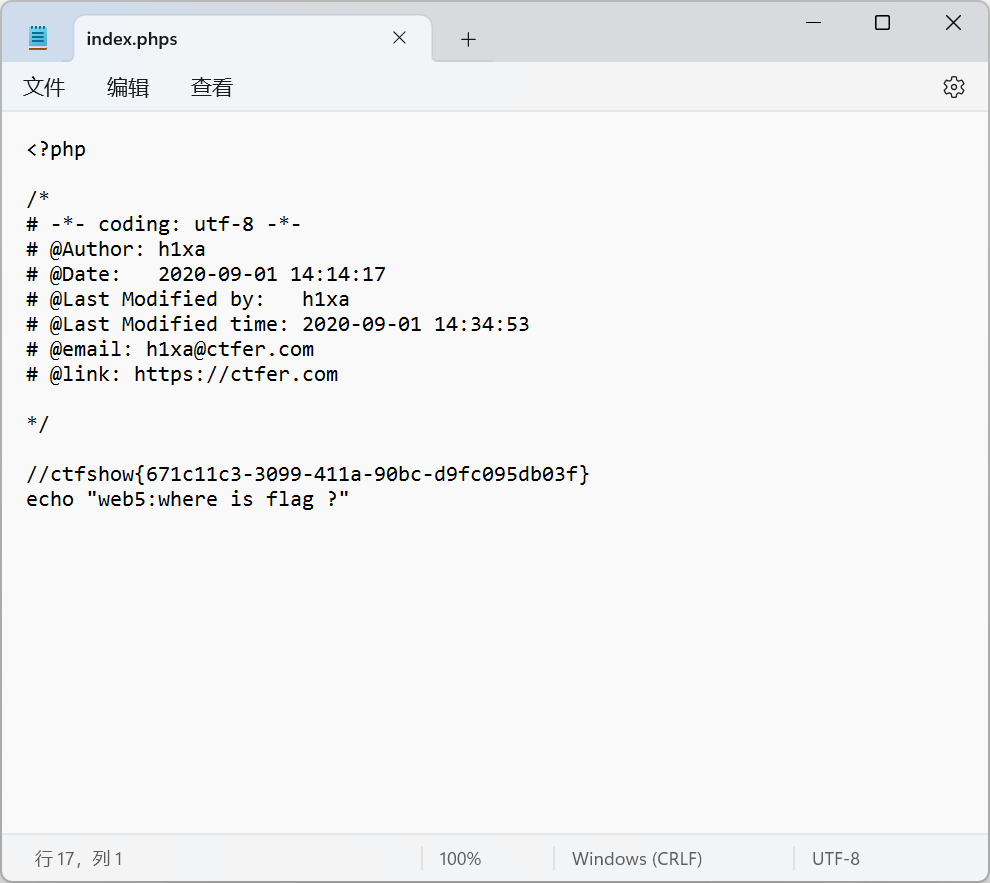 index.phps
文件 编辑 查看
<?php
/*
# -*- coding: utf-8 -*-
# @Author: h1xa
# @Date:   2020-09-01 14:14:17
# @Last Modified by:   h1xa
# @Last Modified time: 2020-09-01 14:34:53
# @email: h1xa@ctfer.com
# @link: https://ctfer.com
*/
//ctfshow{671c11c3-3099-411a-90bc-d9fc095db03f}
echo "web5:where is flag ?"
行 17，列 1 100% Windows (CRLF) UTF-8